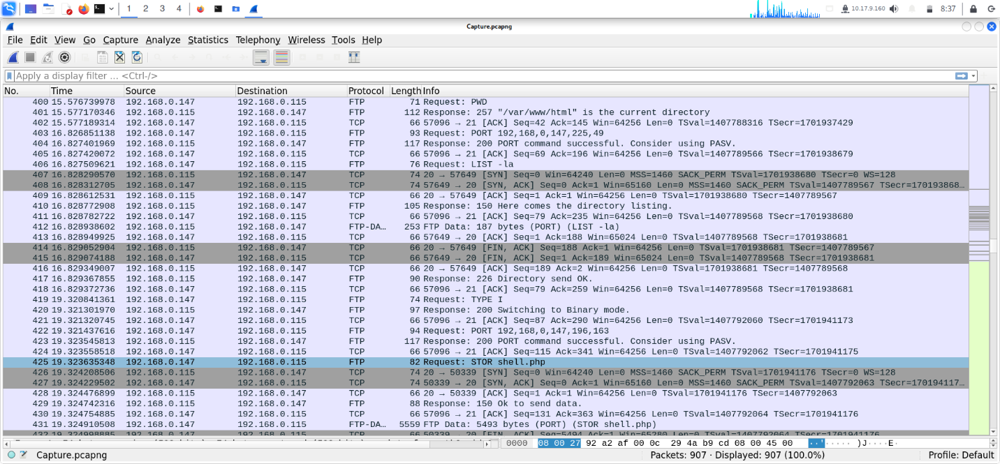 1 2 3 4 10.17.9.160 8:37
Capture.pcapng
File Edit View Go Capture Analyze Statistics Telephony Wireless Tools Help
Apply a display filter ... <Ctrl-/>
No. Time Source Destination Protocol Length Info
400 15.576739978 192.168.0.147 192.168.0.115 FTP 71 Request: PWD
401 15.577170346 192.168.0.115 192.168.0.147 FTP 112 Response: 257 "/var/www/html" is the current directory
402 15.577189314 192.168.0.147 192.168.0.115 TCP 66 57096 → 21 [ACK] Seq=42 Ack=145 Win=64256 Len=0 TSval=1407788316 TSecr=1701937429
403 16.826851138 192.168.0.147 192.168.0.115 FTP 93 Request: PORT 192,168,0,147,225,49
404 16.827401969 192.168.0.115 192.168.0.147 FTP 117 Response: 200 PORT command successful. Consider using PASV.
405 16.827420072 192.168.0.147 192.168.0.115 TCP 66 57096 → 21 [ACK] Seq=69 Ack=196 Win=64256 Len=0 TSval=1407789566 TSecr=1701938679
406 16.827509621 192.168.0.147 192.168.0.115 FTP 76 Request: LIST -la
407 16.828290570 192.168.0.115 192.168.0.147 TCP 74 20 → 57649 [SYN] Seq=0 Win=64240 Len=0 MSS=1460 SACK_PERM TSval=1701938680 TSecr=0 WS=128
408 16.828312705 192.168.0.147 192.168.0.115 TCP 74 57649 → 20 [SYN, ACK] Seq=0 Ack=1 Win=65160 Len=0 MSS=1460 SACK_PERM TSval=1407789567 TSecr=170193868…
409 16.828612531 192.168.0.115 192.168.0.147 TCP 66 20 → 57649 [ACK] Seq=1 Ack=1 Win=64256 Len=0 TSval=1701938680 TSecr=1407789567
410 16.828772908 192.168.0.115 192.168.0.147 FTP 105 Response: 150 Here comes the directory listing.
411 16.828782722 192.168.0.147 192.168.0.115 TCP 66 57096 → 21 [ACK] Seq=79 Ack=235 Win=64256 Len=0 TSval=1407789567 TSecr=1701938680
412 16.828938602 192.168.0.115 192.168.0.147 FTP-DA… 253 FTP Data: 187 bytes (PORT) (LIST -la)
413 16.828949925 192.168.0.147 192.168.0.115 TCP 66 57649 → 20 [ACK] Seq=1 Ack=188 Win=65024 Len=0 TSval=1407789568 TSecr=1701938681
414 16.829052904 192.168.0.115 192.168.0.147 TCP 66 20 → 57649 [FIN, ACK] Seq=188 Ack=1 Win=64256 Len=0 TSval=1701938681 TSecr=1407789567
415 16.829074188 192.168.0.147 192.168.0.115 TCP 66 57649 → 20 [FIN, ACK] Seq=1 Ack=189 Win=65024 Len=0 TSval=1407789568 TSecr=1701938681
416 16.829349007 192.168.0.115 192.168.0.147 TCP 66 20 → 57649 [ACK] Seq=189 Ack=2 Win=64256 Len=0 TSval=1701938681 TSecr=1407789568
417 16.829367855 192.168.0.115 192.168.0.147 FTP 90 Response: 226 Directory send OK.
418 16.829372736 192.168.0.147 192.168.0.115 TCP 66 57096 → 21 [ACK] Seq=79 Ack=259 Win=64256 Len=0 TSval=1407789568 TSecr=1701938681
419 19.320841361 192.168.0.147 192.168.0.115 FTP 74 Request: TYPE I
420 19.321301970 192.168.0.115 192.168.0.147 FTP 97 Response: 200 Switching to Binary mode.
421 19.321320745 192.168.0.147 192.168.0.115 TCP 66 57096 → 21 [ACK] Seq=87 Ack=290 Win=64256 Len=0 TSval=1407792060 TSecr=1701941173
422 19.321437616 192.168.0.147 192.168.0.115 FTP 94 Request: PORT 192,168,0,147,196,163
423 19.323545813 192.168.0.115 192.168.0.147 FTP 117 Response: 200 PORT command successful. Consider using PASV.
424 19.323558518 192.168.0.147 192.168.0.115 TCP 66 57096 → 21 [ACK] Seq=115 Ack=341 Win=64256 Len=0 TSval=1407792062 TSecr=1701941175
425 19.323635348 192.168.0.147 192.168.0.115 FTP 82 Request: STOR shell.php
426 19.324208506 192.168.0.115 192.168.0.147 TCP 74 20 → 50339 [SYN] Seq=0 Win=64240 Len=0 MSS=1460 SACK_PERM TSval=1701941176 TSecr=0 WS=128
427 19.324229502 192.168.0.147 192.168.0.115 TCP 74 50339 → 20 [SYN, ACK] Seq=0 Ack=1 Win=65160 Len=0 MSS=1460 SACK_PERM TSval=1407792063 TSecr=170194117…
428 19.324476899 192.168.0.115 192.168.0.147 TCP 66 20 → 50339 [ACK] Seq=1 Ack=1 Win=64256 Len=0 TSval=1701941176 TSecr=1407792063
429 19.324742316 192.168.0.115 192.168.0.147 FTP 88 Response: 150 Ok to send data.
430 19.324754885 192.168.0.147 192.168.0.115 TCP 66 57096 → 21 [ACK] Seq=131 Ack=363 Win=64256 Len=0 TSval=1407792064 TSecr=1701941176
431 19.324910508 192.168.0.147 192.168.0.115 FTP-DA… 5559 FTP Data: 5493 bytes (PORT) (STOR shell.php)
0000 08 00 27 92 a2 af 00 0c 29 4a b9 cd 08 00 45 00 ··'····· )J····E·
Capture.pcapng Packets: 907 · Displayed: 907 (100.0%) Profile: Default